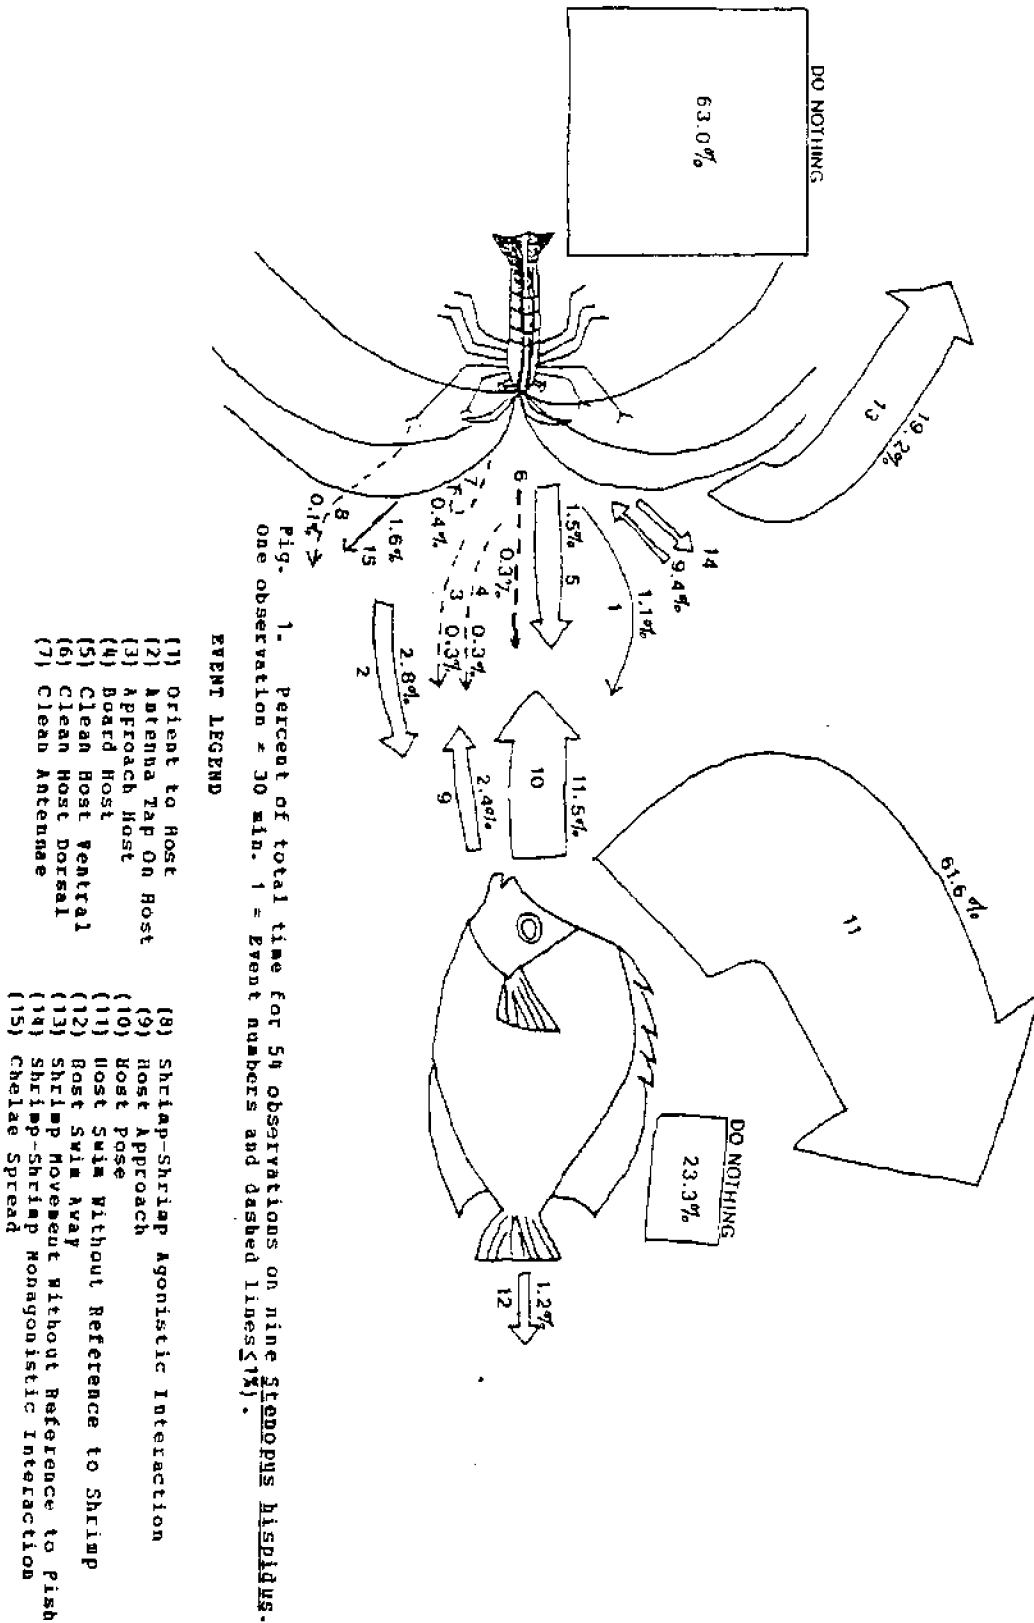 DO NOTHING
63.0%
13
19.2%
14
9.4%
1
1.1%
1.5%
5
6
0.3%
7
0.4%
4
0.3%
3
0.3%
8
0.1%
15
1.6%
2
2.8%
9
2.4%
10
11.5%
11
61.6%
DO NOTHING
23.3%
12
1.2%
Fig. 1. Percent of total time for 54 observations on nine Stenopus hispidus.
One observation = 30 min. 1 = Event numbers and dashed lines≤1%).
EVENT LEGEND
(1) Orient to Host
(2) Antenna Tap On Host
(3) Approach Host
(4) Board Host
(5) Clean Host Ventral
(6) Clean Host Dorsal
(7) Clean Antennae
(8) Shrimp-Shrimp Agonistic Interaction
(9) Host Approach
(10) Host Pose
(11) Host Swim Without Reference to Shrimp
(12) Host Swim Away
(13) Shrimp Movement Without Reference to Fish
(14) Shrimp-Shrimp Nonagonistic Interaction
(15) Chelae Spread